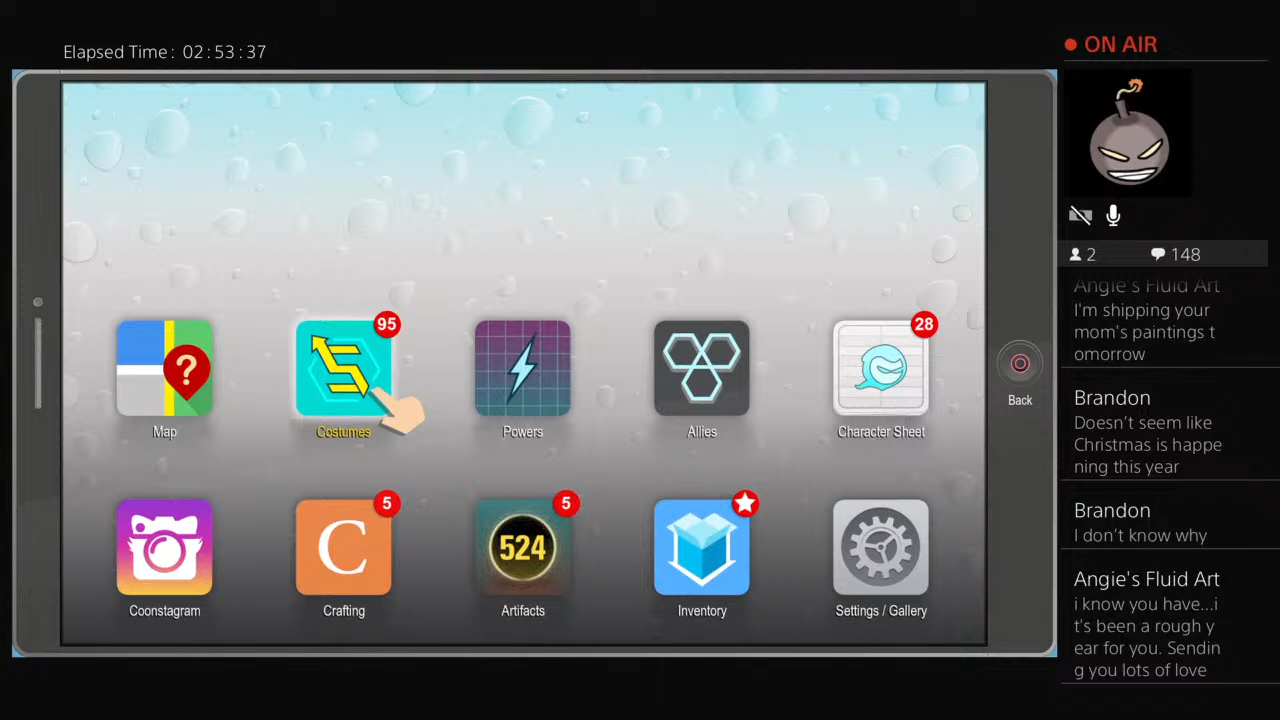 Elapsed Time: 02:53:37
ON AIR
2 148
Angie's Fluid Art
I'm shipping your
mom's paintings t
omorrow
Brandon
Doesn't seem like
Christmas is happe
ning this year
Brandon
I don't know why
Angie's Fluid Art
i know you have...i
t's been a rough y
ear for you. Sendin
g you lots of love
?
95
28
Map
Costumes
Powers
Allies
Character Sheet
Back
5
5
C
524
Coonstagram
Crafting
Artifacts
Inventory
Settings / Gallery